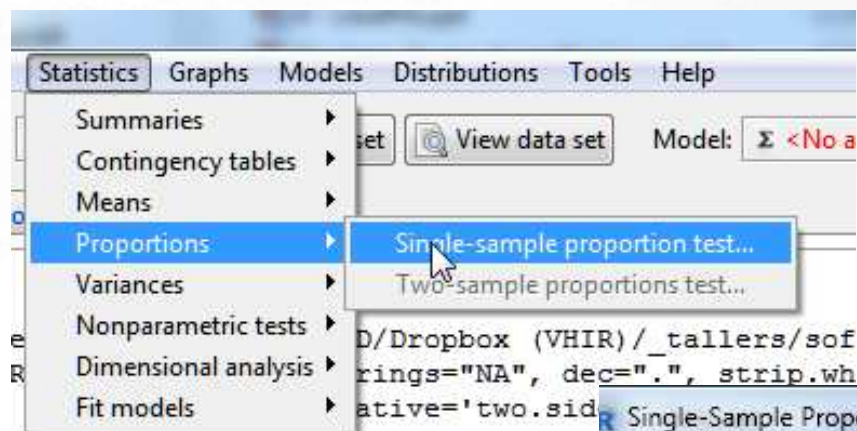 Statistics Graphs Models Distributions Tools Help
Summaries
set View data set Model: Σ <No a
Contingency tables
Means
Proportions Single-sample proportion test...
Variances Two-sample proportions test...
Nonparametric tests D/Dropbox (VHIR)/_tallers/sof
Dimensional analysis rings="NA", dec=".", strip.wh
Fit models ative='two.sid
R Single-Sample Prop